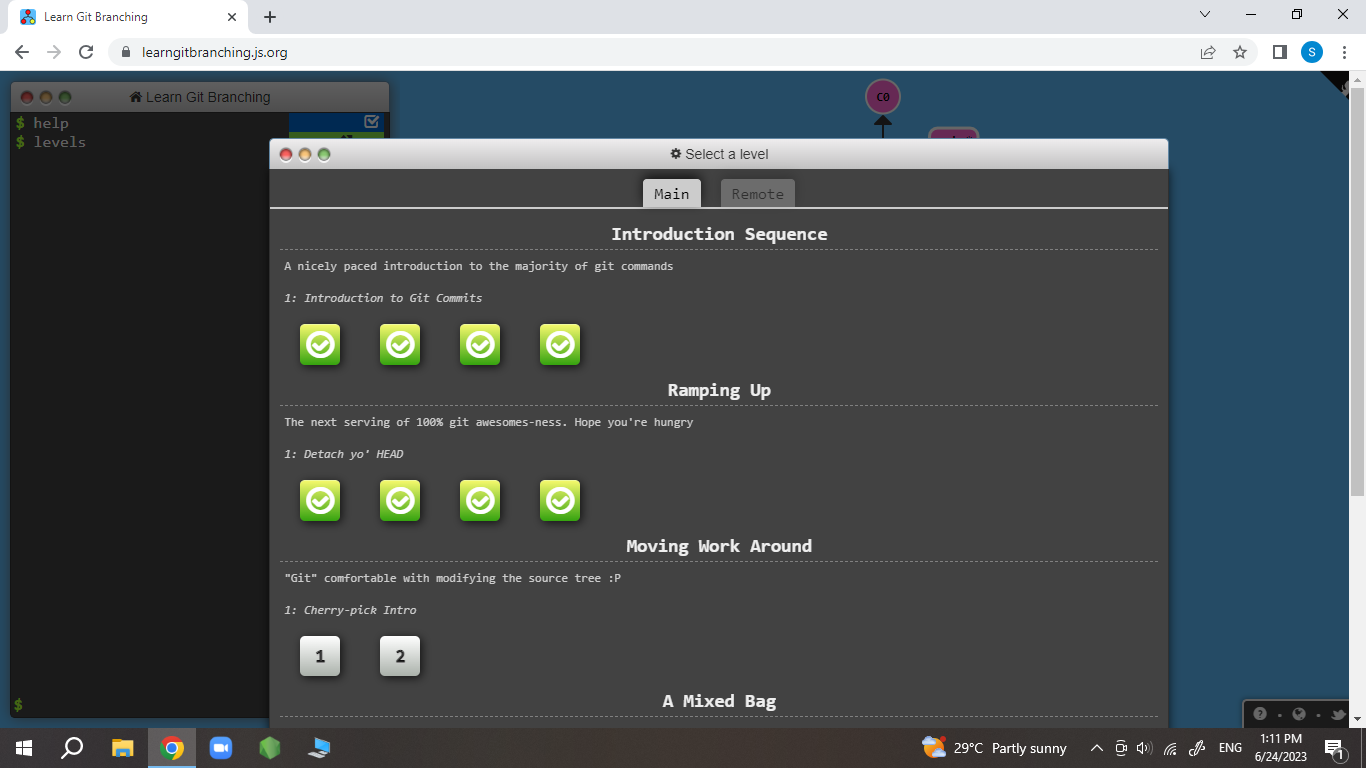 Learn Git Branching
learngitbranching.js.org
S
Learn Git Branching
$ help
$ levels
C0
Select a level
Main
Remote
Introduction Sequence
A nicely paced introduction to the majority of git commands
1: Introduction to Git Commits
Ramping Up
The next serving of 100% git awesomes-ness. Hope you're hungry
1: Detach yo' HEAD
Moving Work Around
"Git" comfortable with modifying the source tree :P
1: Cherry-pick Intro
1 2
A Mixed Bag
$
29°C Partly sunny
ENG
1:11 PM
6/24/2023
1